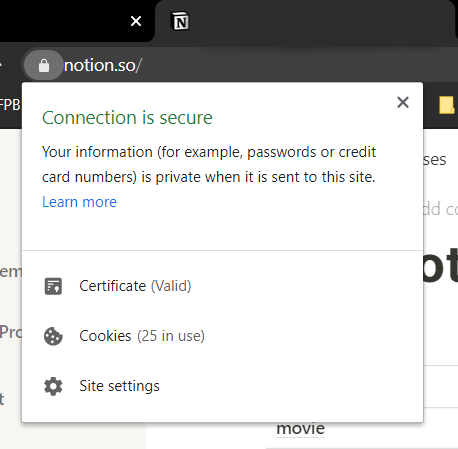 notion.so/
FPB
Connection is secure
Your information (for example, passwords or credit
card numbers) is private when it is sent to this site.
Learn more
Certificate (Valid)
Cookies (25 in use)
Site settings
ses
dd co
ot
em
Pro
t
movie